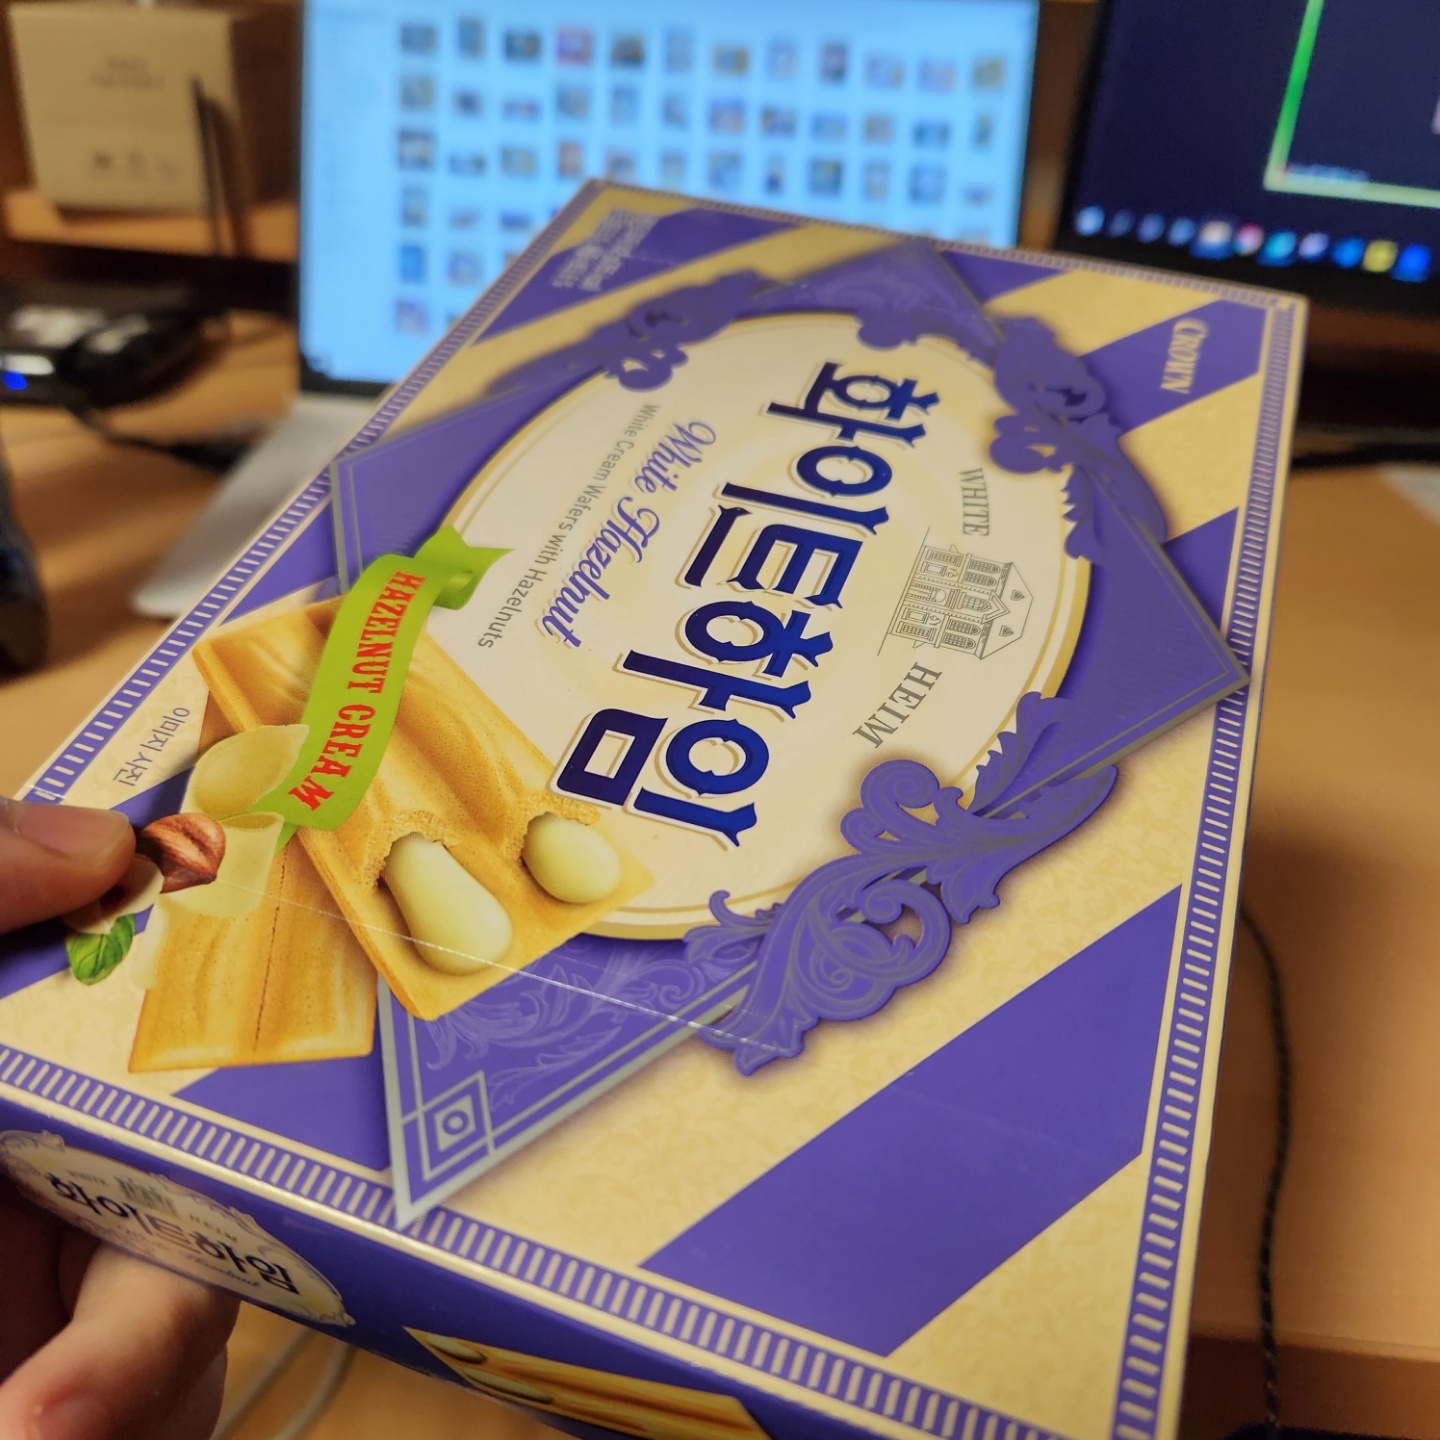 CROWN
WHITE
HEIM
화이트하임
White Hazelnut
White Cream Wafers with Hazelnuts
HAZELNUT CREAM
이미지 사진
화이트하임